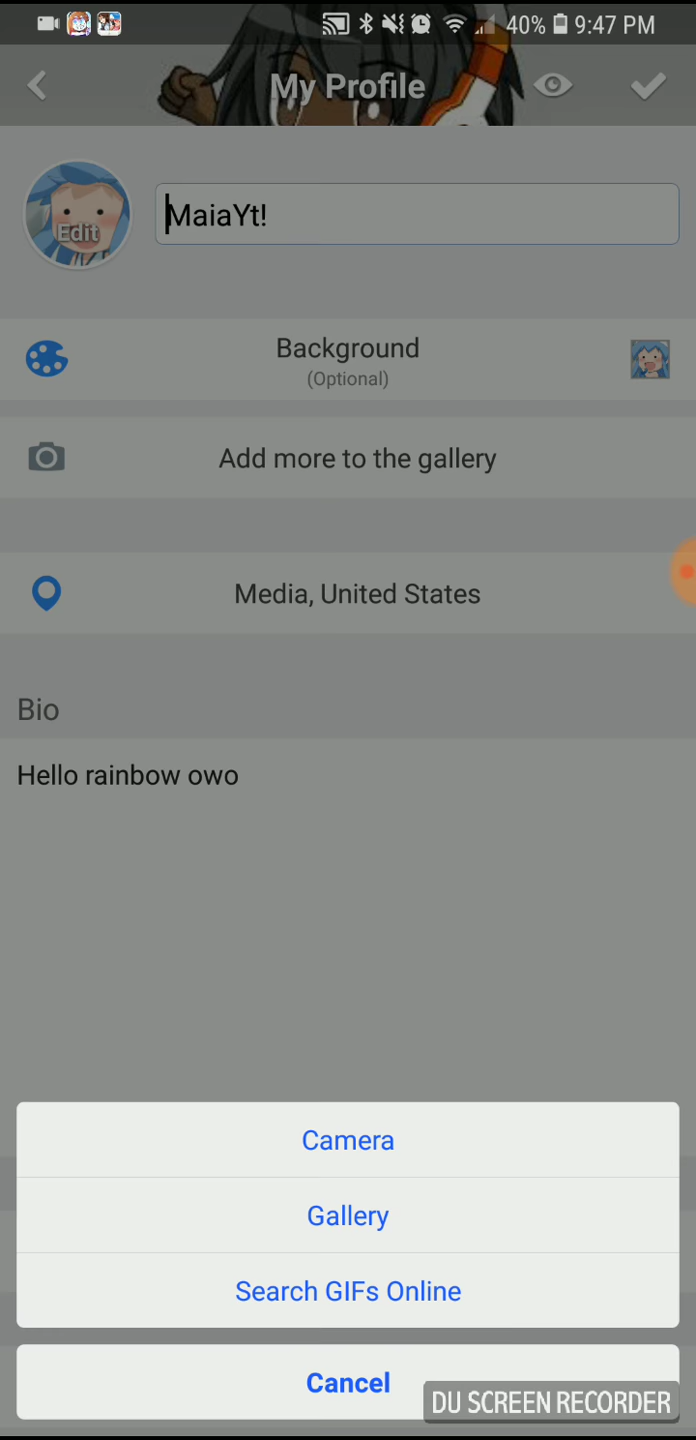 40% 9:47 PM
My Profile
Edit
MaiaYt!
Background
(Optional)
Add more to the gallery
Media, United States
Bio
Hello rainbow owo
Camera
Gallery
Search GIFs Online
Cancel
DU SCREEN RECORDER